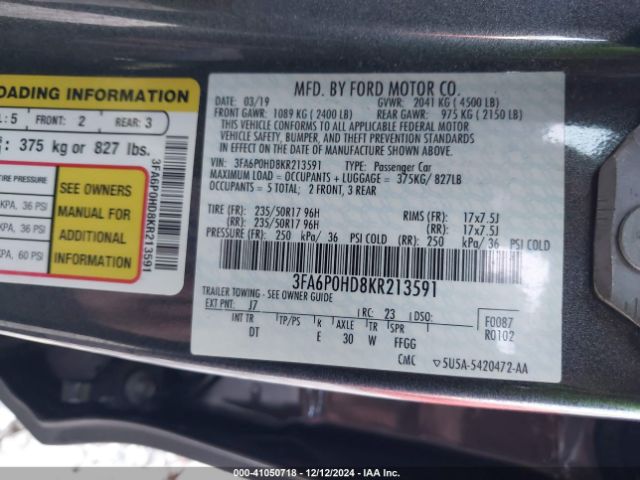 OADING INFORMATION
L: 5 FRONT: 2 REAR: 3
375 kg or 827 lbs.
RE PRESSURE
KPA, 36 PSI
KPA, 36 PSI
KPA, 60 PSI
SEE OWNERS
MANUAL FOR
ADDITIONAL
INFORMATION
3FA6P0HD8KR213591
MFD. BY FORD MOTOR CO.
DATE: 03/19 GVWR: 2041 KG ( 4500 LB)
FRONT GAWR: 1089 KG ( 2400 LB) REAR GAWR: 975 KG ( 2150 LB)
THIS VEHICLE CONFORMS TO ALL APPLICABLE FEDERAL MOTOR
VEHICLE SAFETY, BUMPER, AND THEFT PREVENTION STANDARDS
IN EFFECT ON THE DATE OF MANUFACTURE SHOWN ABOVE.
VIN: 3FA6P0HD8KR213591 TYPE: Passenger Car
MAXIMUM LOAD = OCCUPANTS + LUGGAGE = 375KG/ 827LB
OCCUPANTS = 5 TOTAL; 2 FRONT, 3 REAR
TIRE (FR): 235/50R17 96H RIMS (FR): 17x7.5J
(RR): 235/50R17 96H (RR): 17x7.5J
PRESSURE (FR): 250 kPa/ 36 PSI COLD (RR): 250 kPa/ 36 PSI COLD
3FA6P0HD8KR213591
TRAILER TOWING - SEE OWNER GUIDE
EXT PNT: J7 RC: 23 DSO:
INT TR TP/PS R AXLE TR SPR
DT E 30 W FFGG
F0087
R0102
CMC 5U5A-5420472-AA
000-41050718 - 12/12/2024 - IAA Inc.